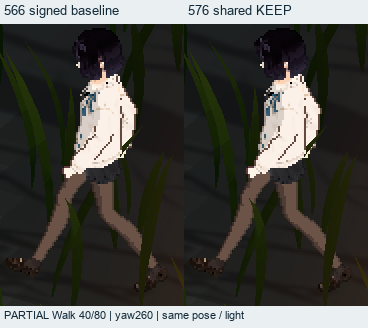 566 signed baseline
576 shared KEEP
PARTIAL Walk 40/80 | yaw260 | same pose / light